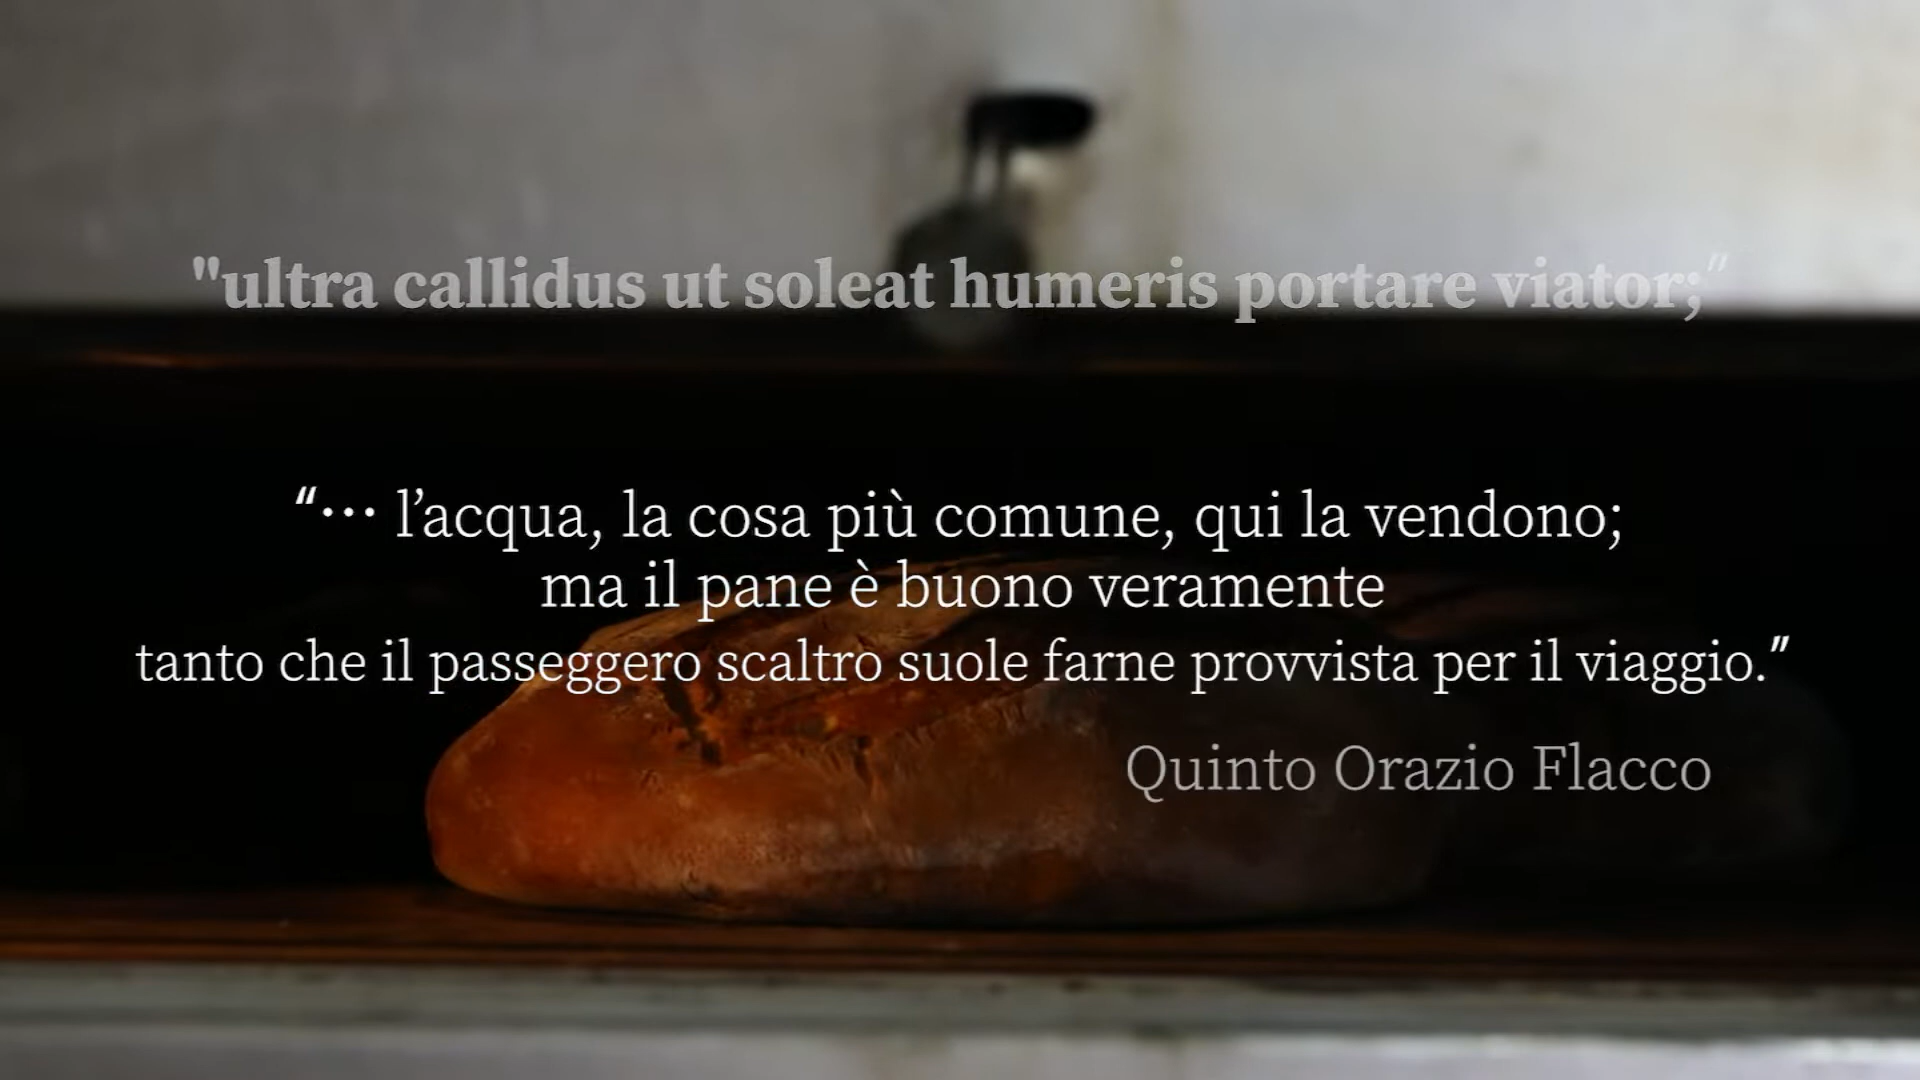 "ultra callidus ut soleat humeris portare viator;”
“… l’acqua, la cosa più comune, qui la vendono;
ma il pane è buono veramente
tanto che il passeggero scaltro suole farne provvista per il viaggio.”
Quinto Orazio Flacco